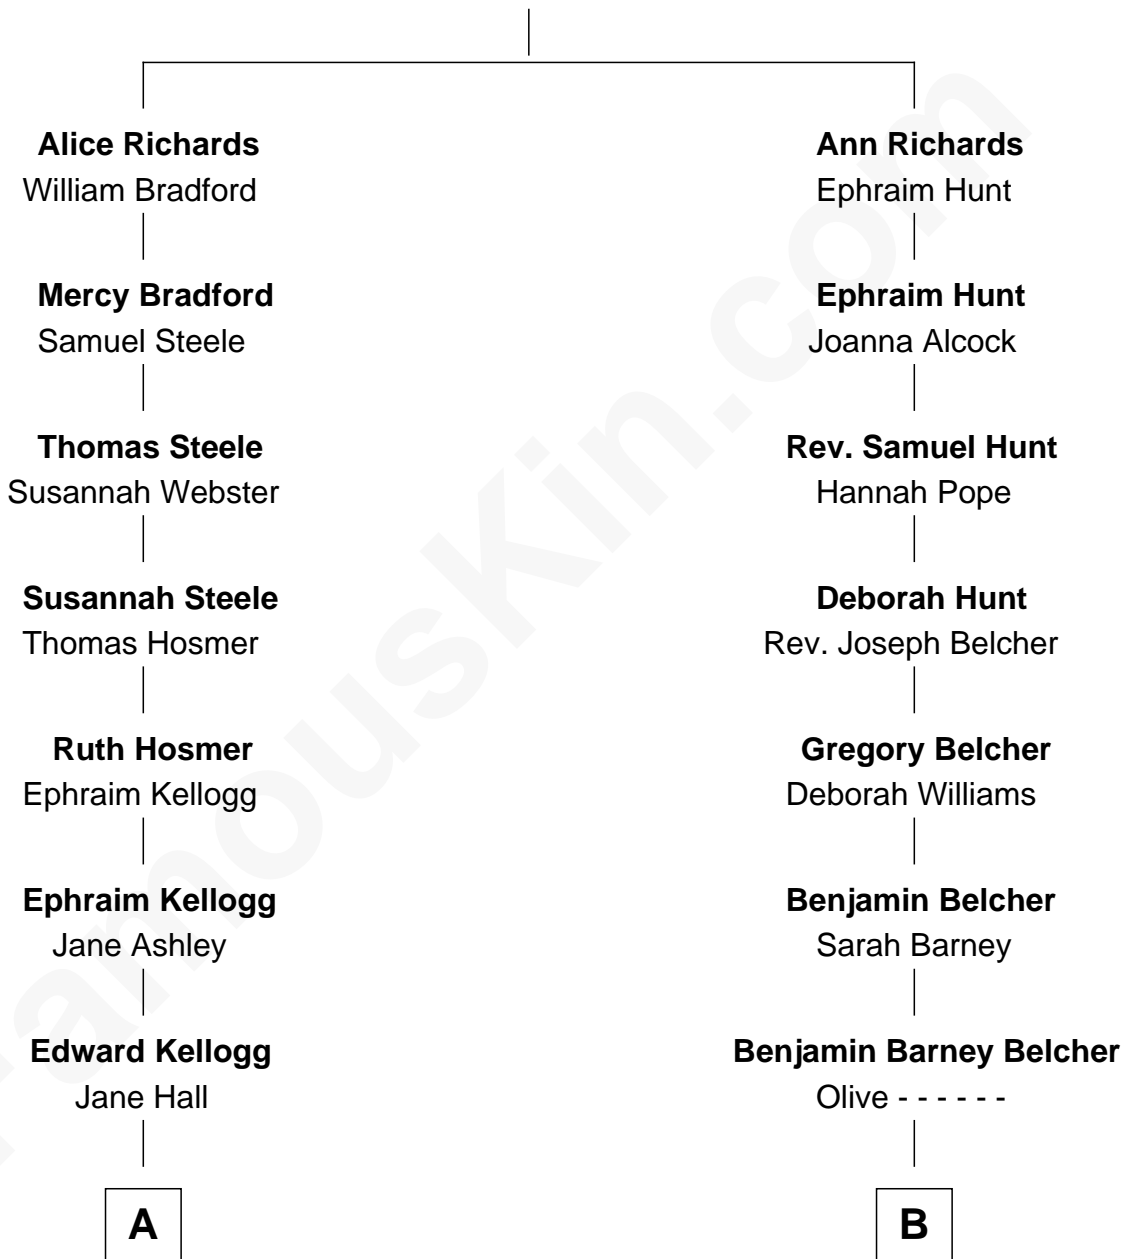 Alice Richards
William Bradford
Mercy Bradford
Samuel Steele
Thomas Steele
Susannah Webster
Susannah Steele
Thomas Hosmer
Ruth Hosmer
Ephraim Kellogg
Ephraim Kellogg
Jane Ashley
Edward Kellogg
Jane Hall
A
Ann Richards
Ephraim Hunt
Ephraim Hunt
Joanna Alcock
Rev. Samuel Hunt
Hannah Pope
Deborah Hunt
Rev. Joseph Belcher
Gregory Belcher
Deborah Williams
Benjamin Belcher
Sarah Barney
Benjamin Barney Belcher
Olive - - - - - -
B
FamousKin.com